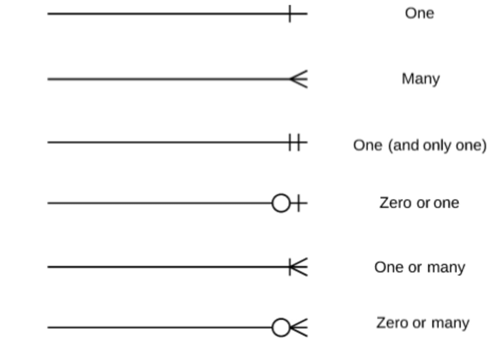 One
Many
One (and only one)
Zero or one
One or many
Zero or many